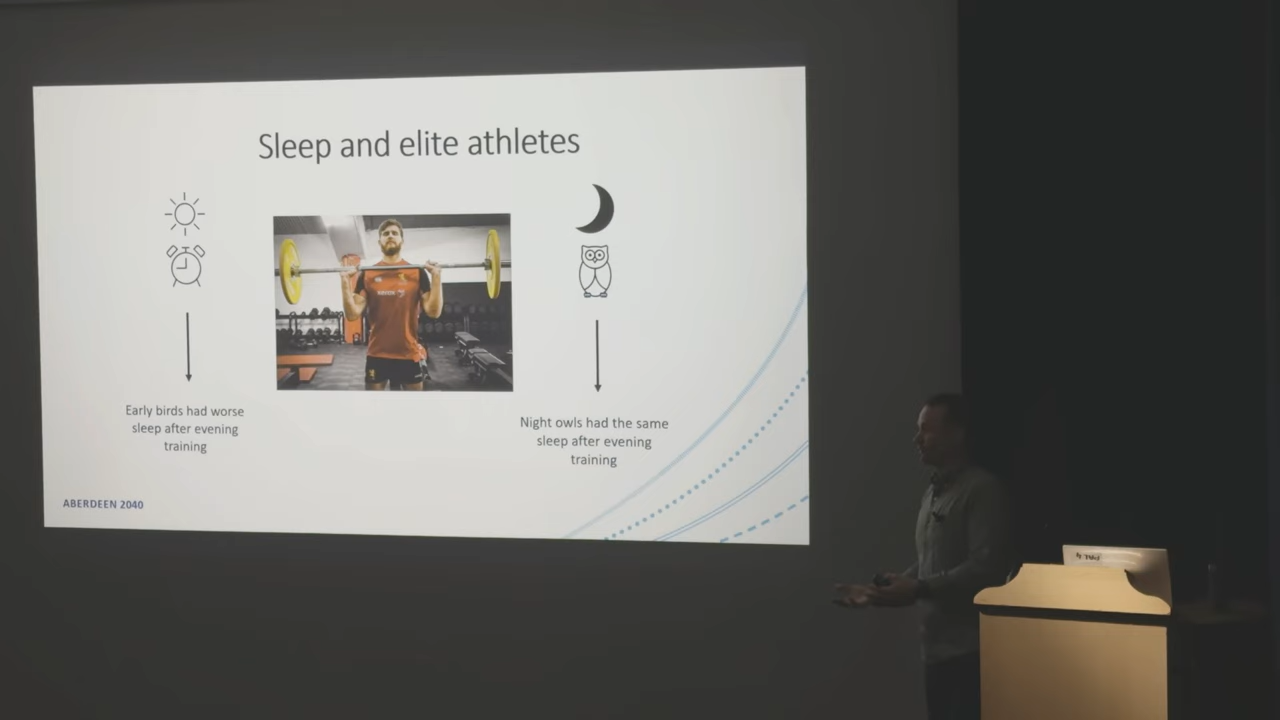 Sleep and elite athletes
Early birds had worse
sleep after evening
training
Night owls had the same
sleep after evening
training
ABERDEEN 2040